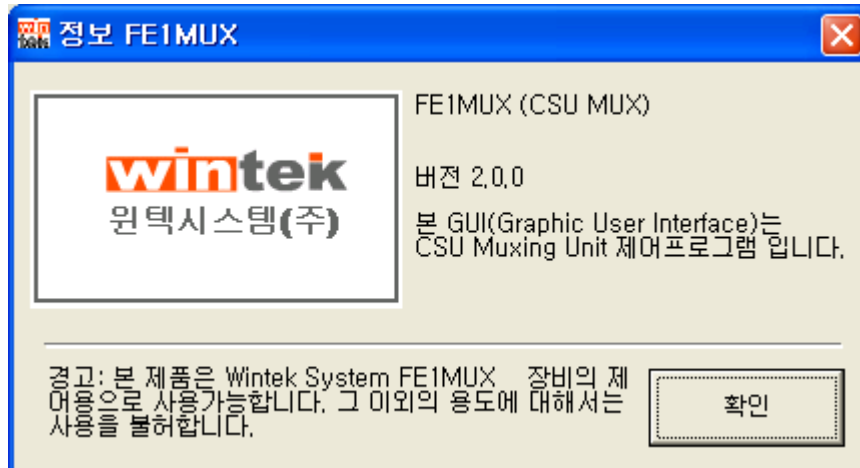 정보 FE1MUX
wintek
윈텍시스템(주)
FE1MUX (CSU MUX)
버전 2.0.0
본 GUI(Graphic User Interface)는
CSU Muxing Unit 제어프로그램 입니다.
경고: 본 제품은 Wintek System FE1MUX 장비의 제
어용으로 사용가능합니다. 그 이외의 용도에 대해서는
사용을 불허합니다.
확인